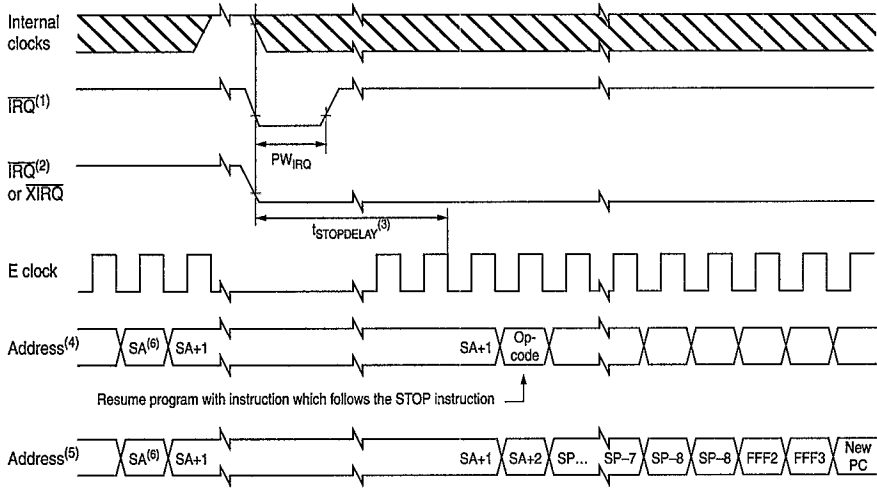 Internal
clocks
IRQ(1)
PWIRQ
IRQ(2)
or XIRQ
tSTOPDELAY(3)
E clock
Address(4)
SA(6) SA+1 SA+1 Op-
code
Resume program with instruction which follows the STOP instruction
Address(5)
SA(6) SA+1 SA+1 SA+2 SP... SP–7 SP–8 SP–8 FFF2 FFF3 New
PC